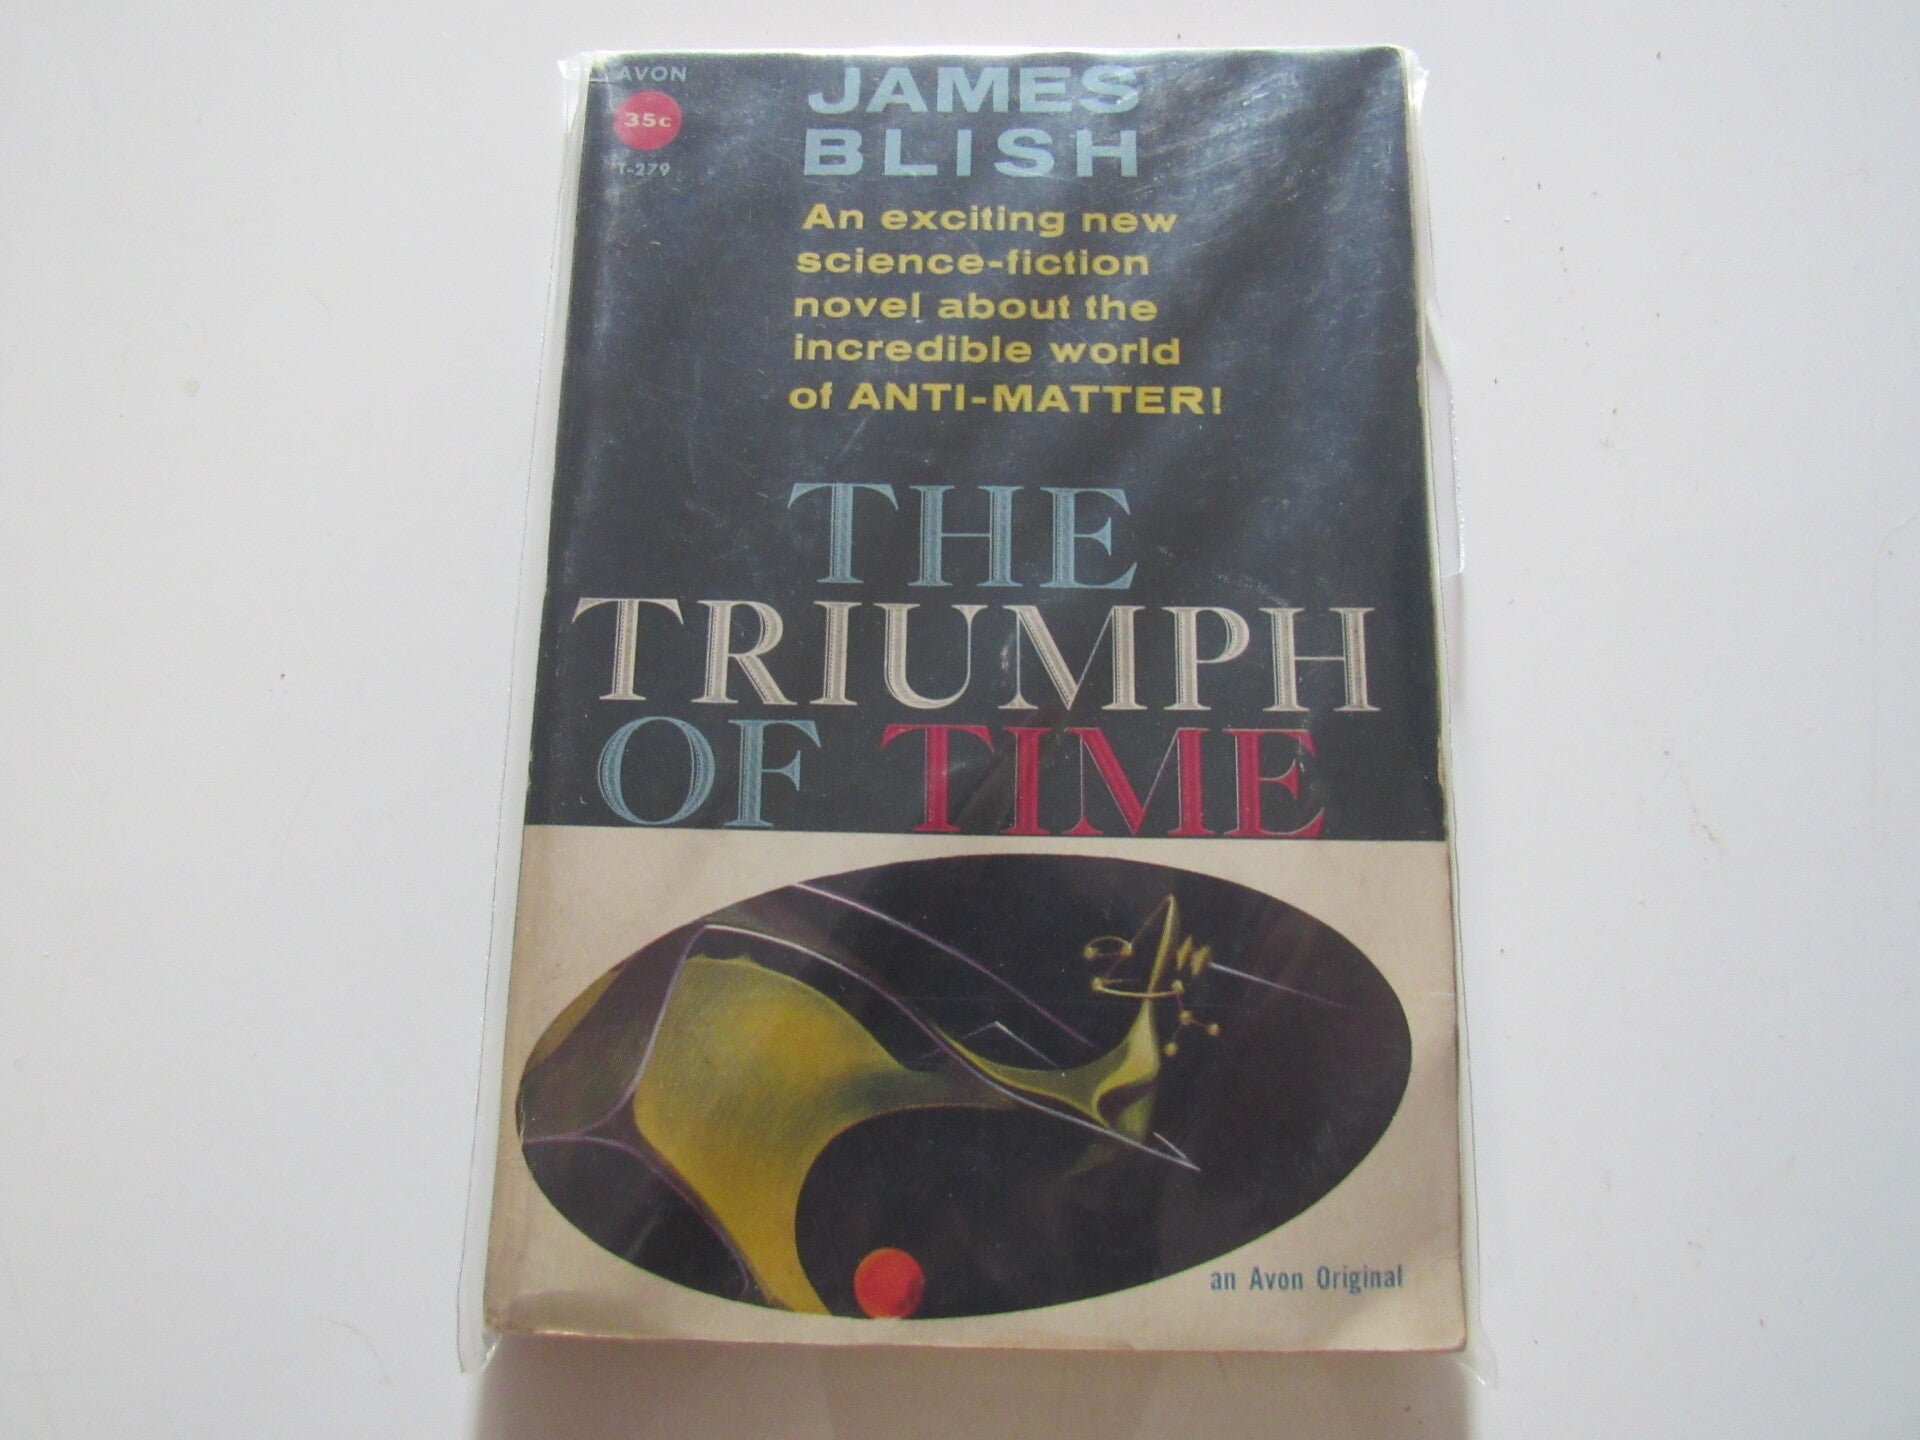 AVON
35c
T-279
JAMES
BLISH
An exciting new
science-fiction
novel about the
incredible world
of ANTI-MATTER!
THE
TRIUMPH
OF TIME
an Avon Original